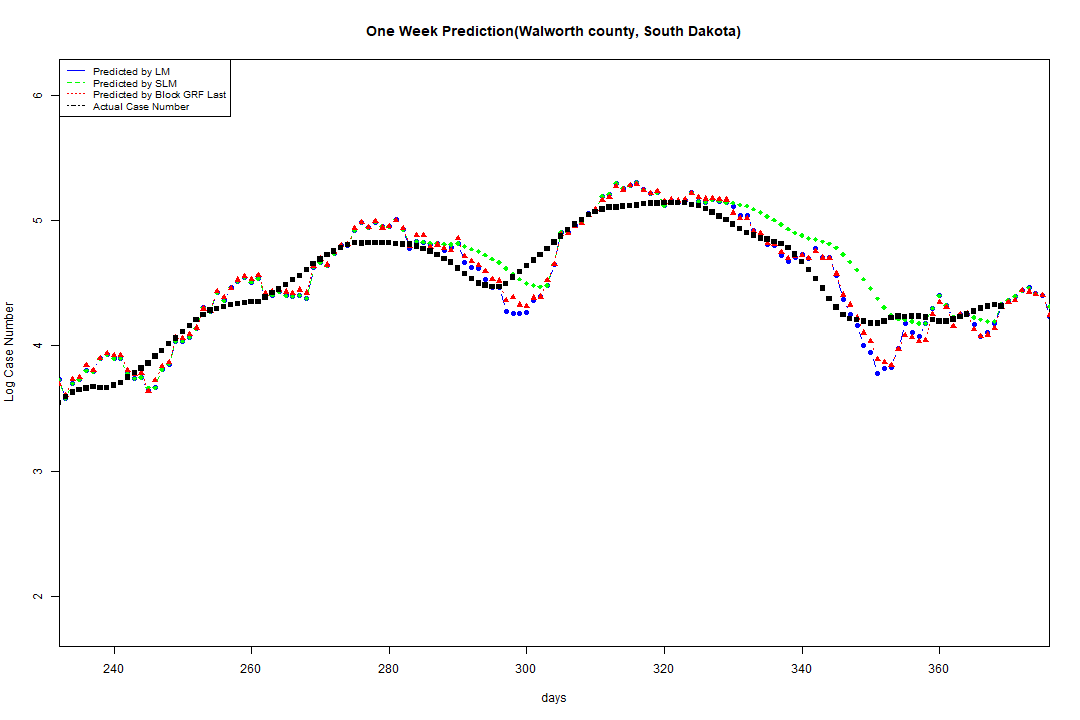 One Week Prediction(Walworth county, South Dakota)
Predicted by LM
Predicted by SLM
Predicted by Block GRF Last
Actual Case Number
6
5
4
3
2
Log Case Number
240 260 280 300 320 340 360
days